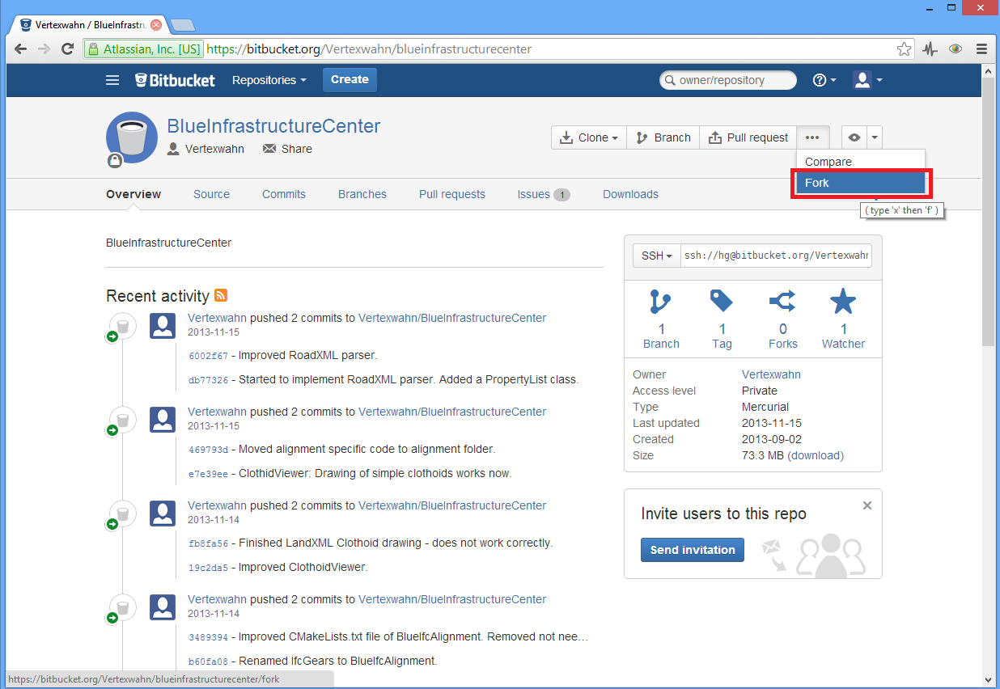 Vertexwahn / BlueInfrastru
Atlassian, Inc. [US] https://bitbucket.org/Vertexwahn/blueinfrastructurecenter
Bitbucket Repositories Create owner/repository
BlueInfrastructureCenter
Vertexwahn Share
Clone Branch Pull request
Compare
Fork
( type 'x' then 'f' )
Overview Source Commits Branches Pull requests Issues 1 Downloads
BlueInfrastructureCenter
Recent activity
Vertexwahn pushed 2 commits to Vertexwahn/BlueInfrastructureCenter
2013-11-15
6002f67 - Improved RoadXML parser.
db77326 - Started to implement RoadXML parser. Added a PropertyList class.
Vertexwahn pushed 2 commits to Vertexwahn/BlueInfrastructureCenter
2013-11-15
469793d - Moved alignment specific code to alignment folder.
e7e39ee - ClothidViewer: Drawing of simple clothoids works now.
Vertexwahn pushed 2 commits to Vertexwahn/BlueInfrastructureCenter
2013-11-14
fb8fa56 - Finished LandXML Clothoid drawing - does not work correctly.
19c2da5 - Improved ClothoidViewer.
Vertexwahn pushed 2 commits to Vertexwahn/BlueInfrastructureCenter
2013-11-14
3489394 - Improved CMakeLists.txt file of BlueIfcAlignment. Removed not nee…
b60fa08 - Renamed IfcGears to BlueIfcAlignment.
SSH ssh://hg@bitbucket.org/Vertexwahn
1 1 0 1
Branch Tag Forks Watcher
Owner Vertexwahn
Access level Private
Type Mercurial
Last updated 2013-11-15
Created 2013-09-02
Size 73.3 MB (download)
Invite users to this repo
Send invitation
https://bitbucket.org/Vertexwahn/blueinfrastructurecenter/fork